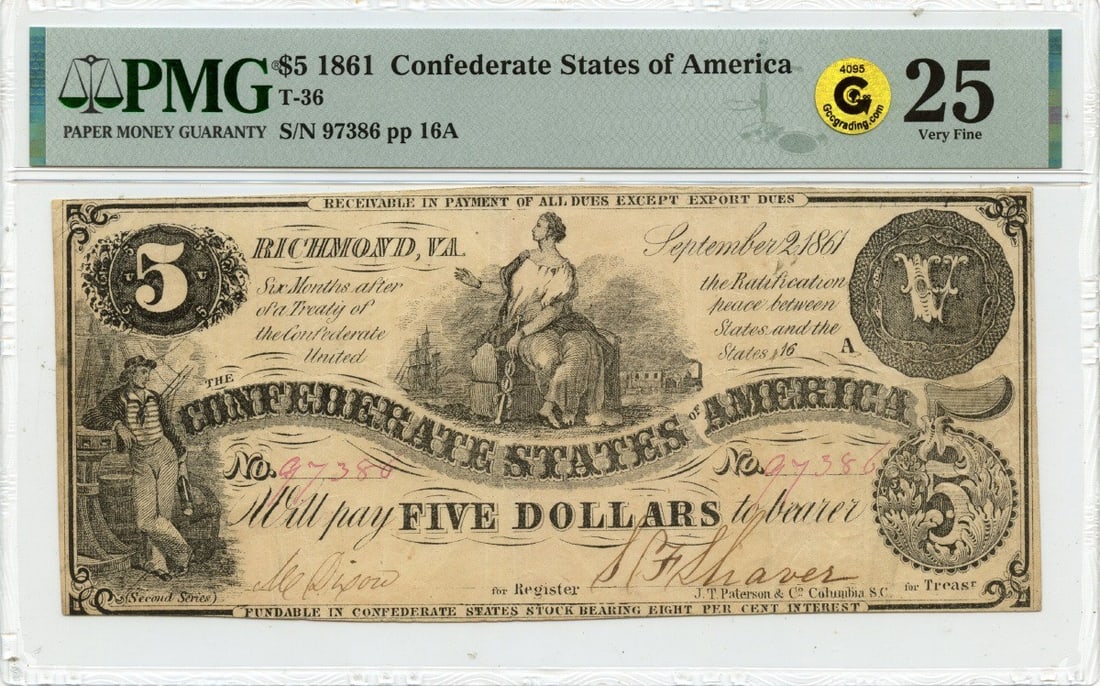 PMG® $5 1861 Confederate States of America
T-36
PAPER MONEY GUARANTY S/N 97386 pp 16A
4095
G
Gccgrading.com
25
Very Fine
RECEIVABLE IN PAYMENT OF ALL DUES EXCEPT EXPORT DUES
5
RICHMOND, VA. September 2, 1861
Six Months after the Ratification
of a Treaty of peace between
the Confederate States and the
United States, 16 A
V
THE CONFEDERATE STATES OF AMERICA
No. 97386 No. 97386
Will pay FIVE DOLLARS to bearer
5
Mc Dixon for Register S F Shaver for Treasr
(Second Series) J. T. Paterson & Co. Columbia S.C.
FUNDABLE IN CONFEDERATE STATES STOCK BEARING EIGHT PER CENT INTEREST